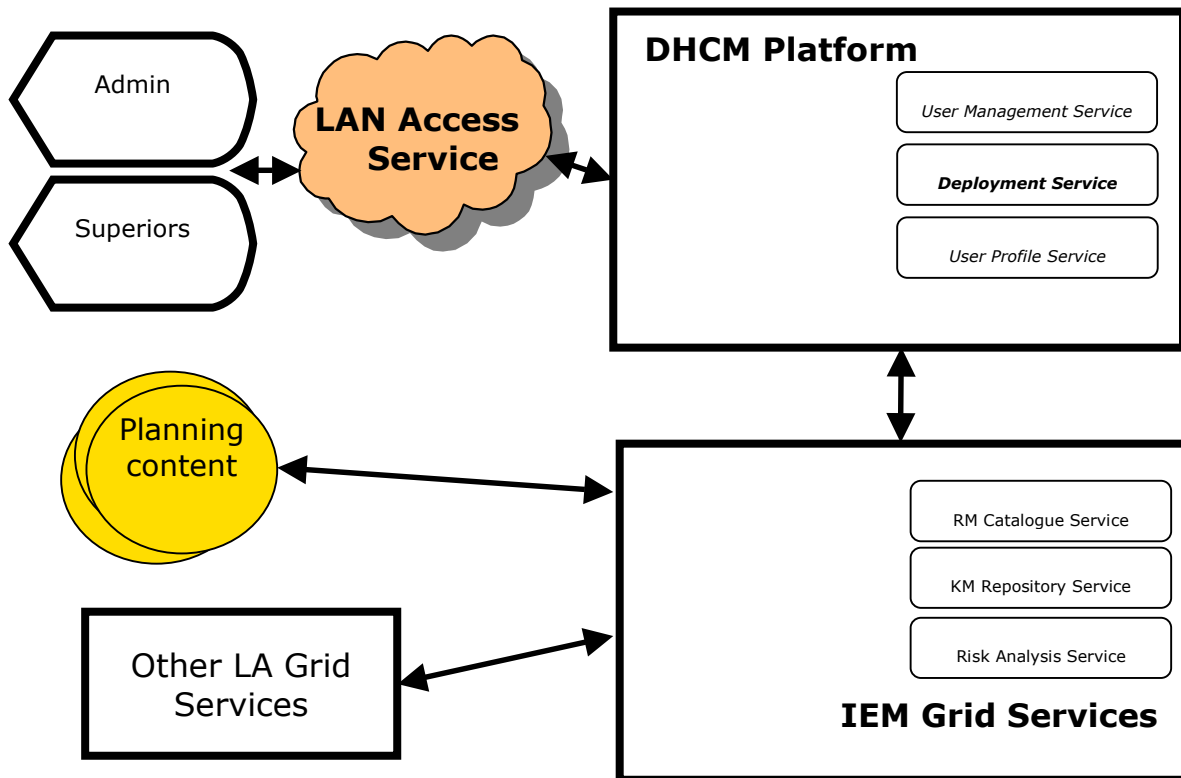 Admin
Superiors
LAN Access
Service
DHCM Platform
User Management Service
Deployment Service
User Profile Service
Planning
content
Other LA Grid
Services
RM Catalogue Service
KM Repository Service
Risk Analysis Service
IEM Grid Services